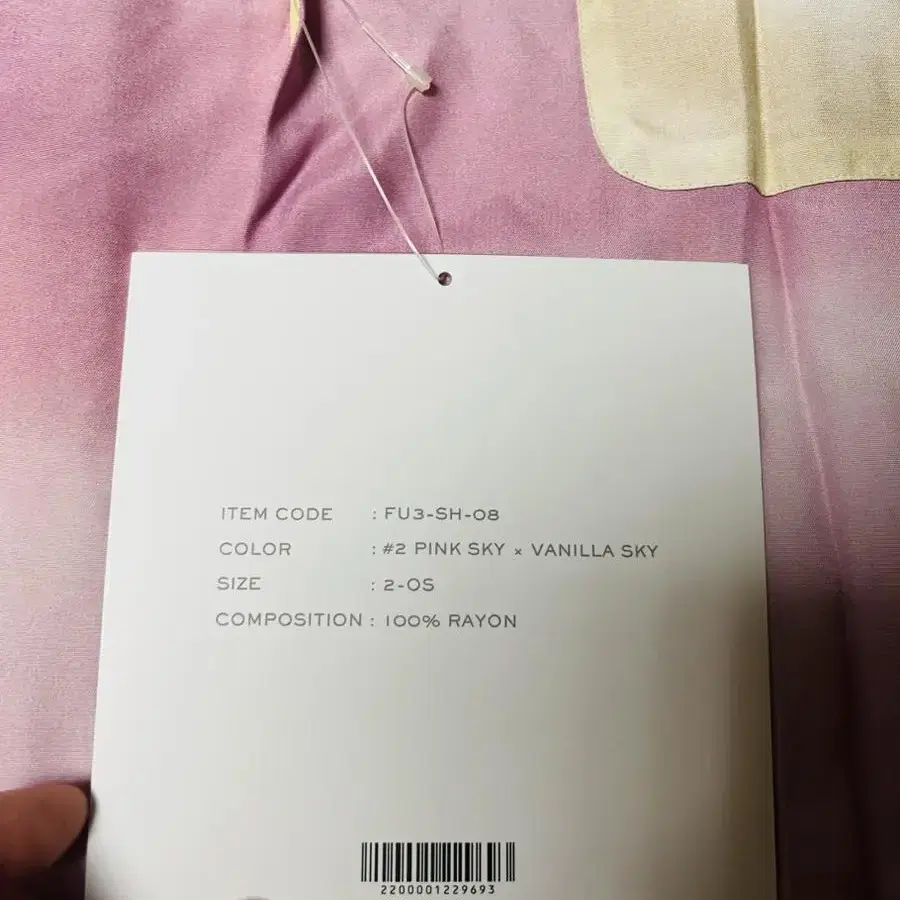 ITEM CODE : FU3-SH-08
COLOR : #2 PINK SKY × VANILLA SKY
SIZE : 2-OS
COMPOSITION : 100% RAYON
2200001229693